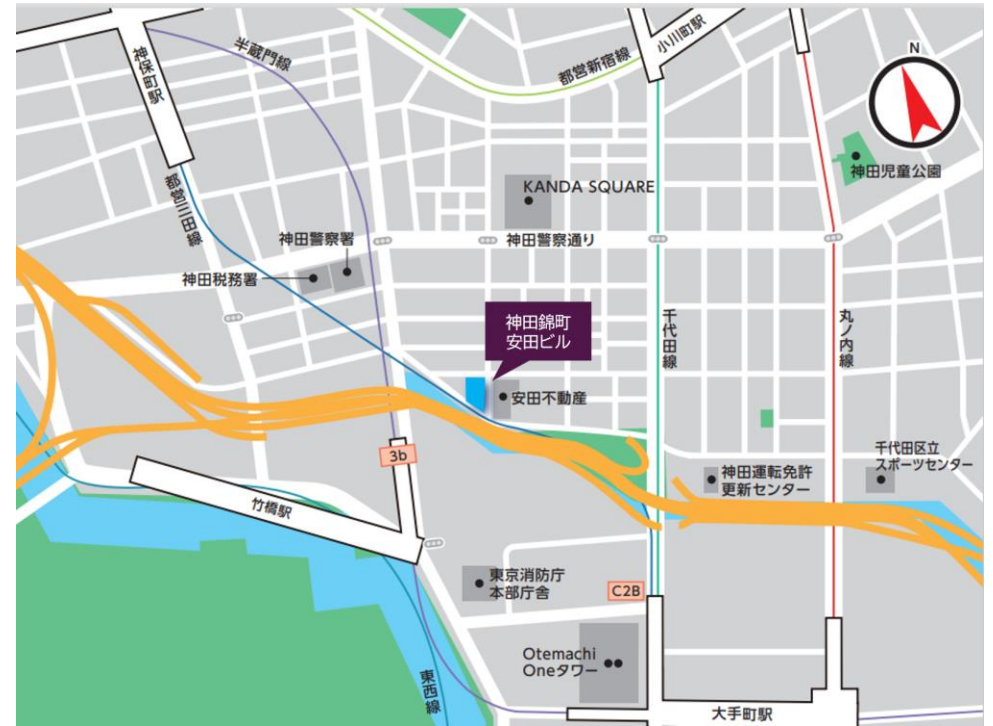 小川町駅
神保町駅
半蔵門線
都営新宿線
N
神田児童公園
KANDA SQUARE
都営三田線
神田警察署
神田警察通り
神田税務署
神田錦町
安田ビル
千代田線
丸ノ内線
安田不動産
3b
千代田区立
スポーツセンター
神田運転免許
更新センター
竹橋駅
東京消防庁
本部庁舎
C2B
Otemachi
Oneタワー
東西線
大手町駅